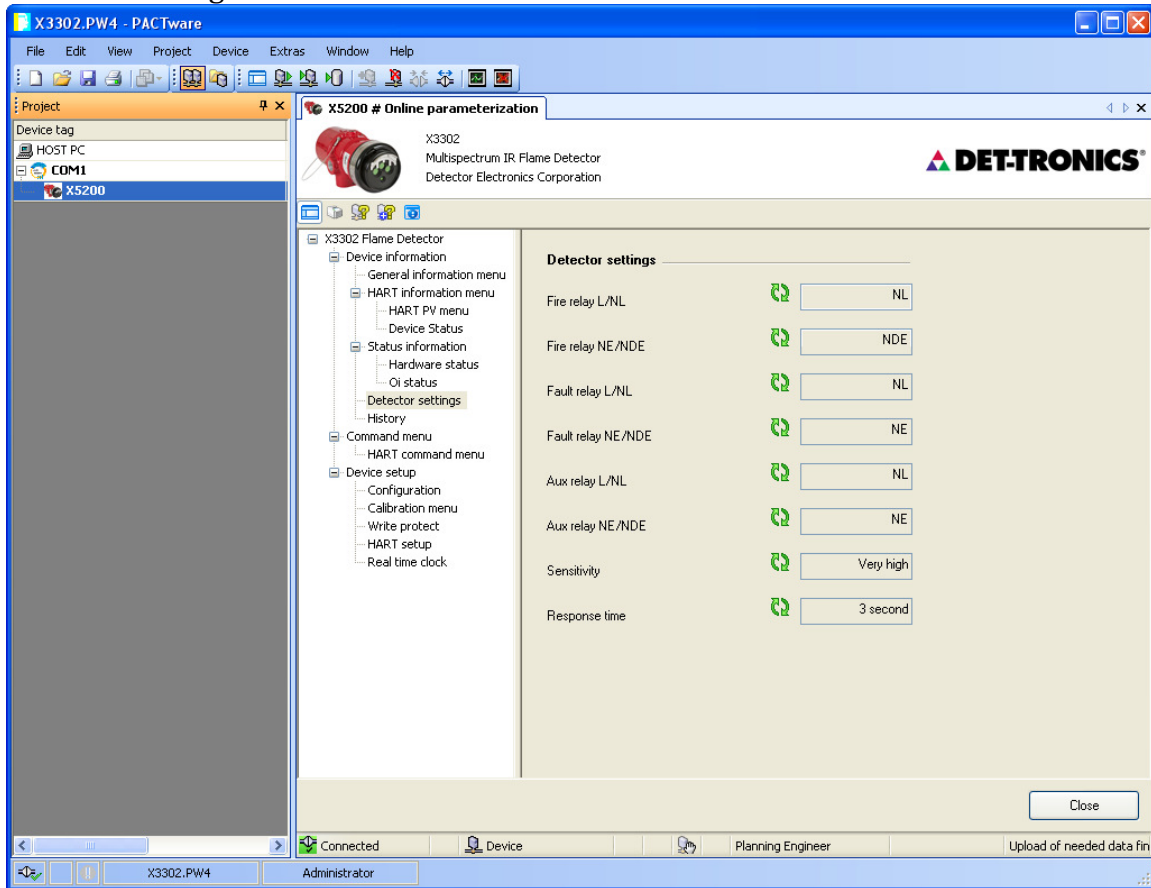 X3302.PW4 - PACTware
File Edit View Project Device Extras Window Help
Project
X5200 # Online parameterization
Device tag
HOST PC
COM1
X5200
X3302
Multispectrum IR Flame Detector
Detector Electronics Corporation
DET-TRONICS®
X3302 Flame Detector
Device information
General information menu
HART information menu
HART PV menu
Device Status
Status information
Hardware status
Oi status
Detector settings
History
Command menu
HART command menu
Device setup
Configuration
Calibration menu
Write protect
HART setup
Real time clock
Detector settings
Fire relay L/NL NL
Fire relay NE/NDE NDE
Fault relay L/NL NL
Fault relay NE/NDE NE
Aux relay L/NL NL
Aux relay NE/NDE NE
Sensitivity Very high
Response time 3 second
Close
Connected Device Planning Engineer Upload of needed data fin
X3302.PW4 Administrator